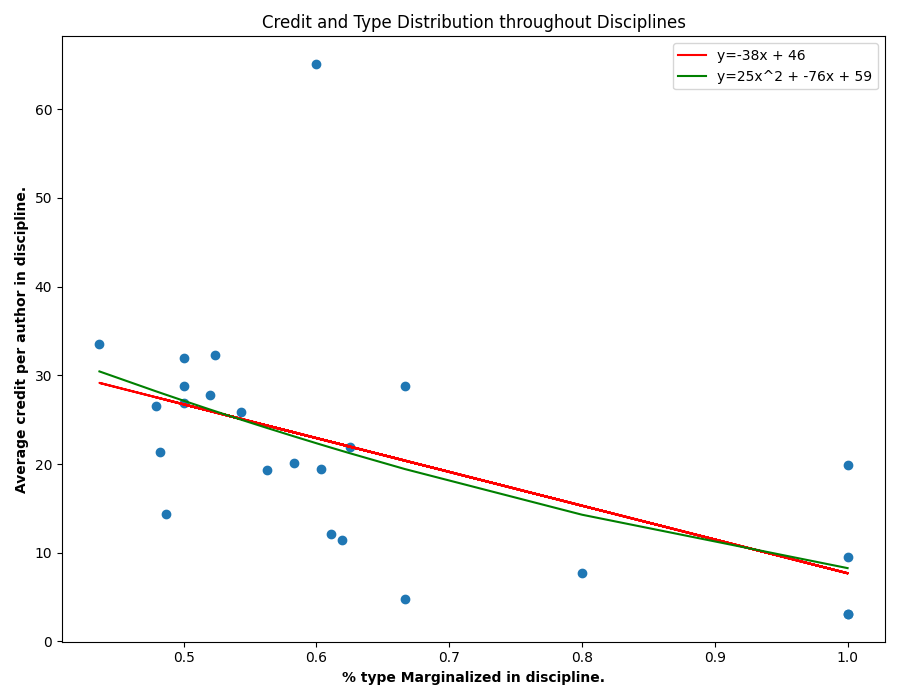 Credit and Type Distribution throughout Disciplines
y=-38x + 46
y=25x^2 + -76x + 59
Average credit per author in discipline.
60
50
40
30
20
10
0
0.5 0.6 0.7 0.8 0.9 1.0
% type Marginalized in discipline.